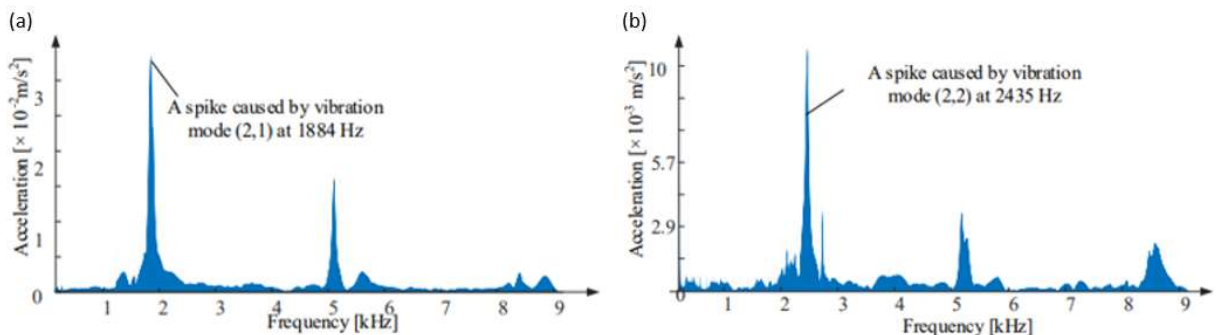 (a)
(b)
Acceleration [× 10⁻²m/s²]
3
2
1
0
A spike caused by vibration
mode (2,1) at 1884 Hz
1 2 3 4 5 6 7 8 9
Frequency [kHz]
Acceleration [× 10⁻³ m/s²]
10
5.7
2.9
A spike caused by vibration
mode (2,2) at 2435 Hz
0 1 2 3 4 5 6 7 8 9
Frequency [kHz]